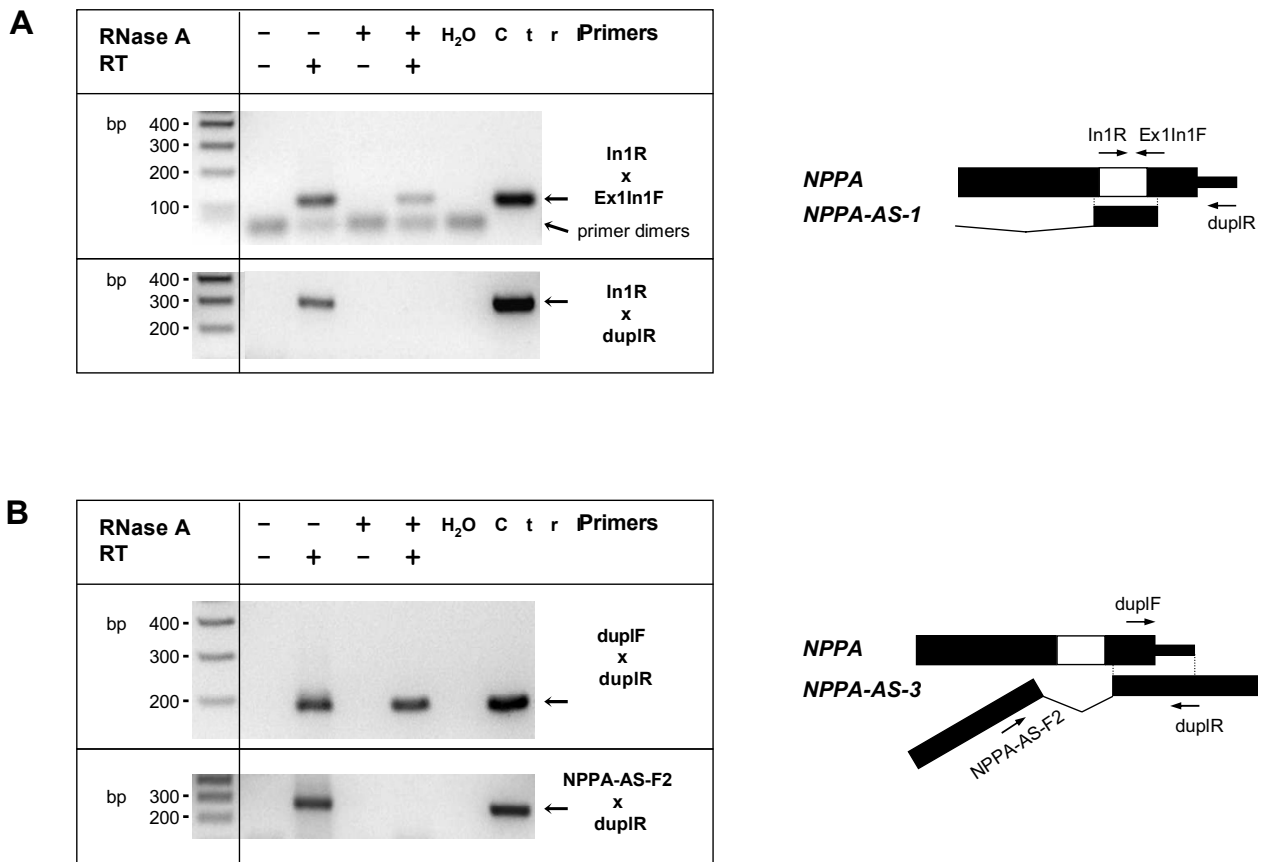 A
RNase A – – + + H2O C t r l Primers
RT – + – +
bp 400
300
200
100
In1R
x
Ex1In1F
primer dimers
bp 400
300
200
In1R
x
duplR
In1R Ex1In1F
NPPA
NPPA-AS-1
duplR
B
RNase A – – + + H2O C t r l Primers
RT – + – +
bp 400
300
200
duplF
x
duplR
bp 300
200
NPPA-AS-F2
x
duplR
duplF
NPPA
NPPA-AS-3
NPPA-AS-F2
duplR